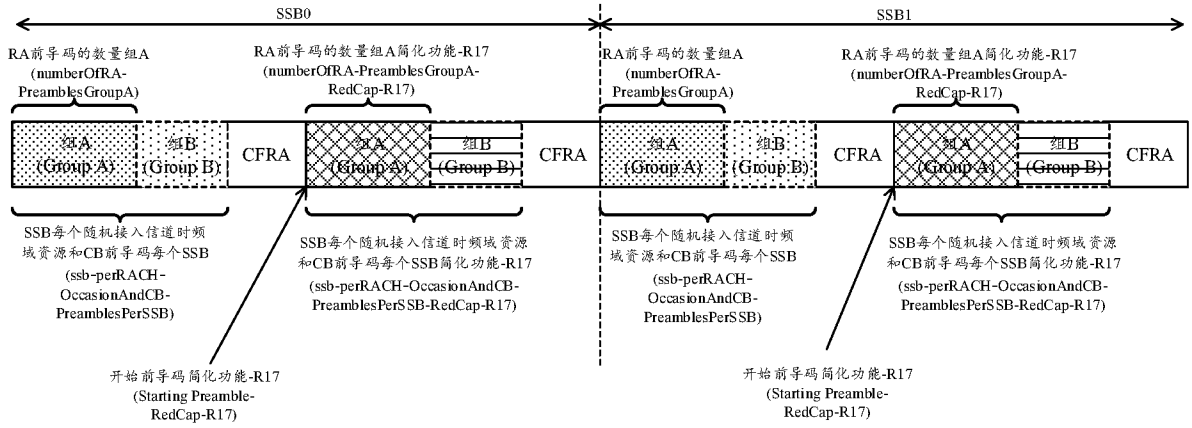 SSB0
SSB1
RA前导码的数量组A
(numberOfRA-
PreamblesGroupA)
RA前导码的数量组A简化功能-R17
(numberOfRA-PreamblesGroupA-
RedCap-R17)
RA前导码的数量组A
(numberOfRA-
PreamblesGroupA)
RA前导码的数量组A简化功能-R17
(numberOfRA-PreamblesGroupA-
RedCap-R17)
组A
(Group A)
组B
(Group B)
CFRA
组A
(Group A)
组B
(Group B)
CFRA
组A
(Group A)
组B
(Group B)
CFRA
组A
(Group A)
组B
(Group B)
CFRA
SSB每个随机接入信道时频
域资源和CB前导码每个SSB
(ssb-perRACH-
OccasionAndCB-
PreamblesPerSSB)
SSB每个随机接入信道时频域资源
和CB前导码每个SSB简化功能-R17
(ssb-perRACH-OccasionAndCB-
PreamblesPerSSB-RedCap-R17)
SSB每个随机接入信道时频
域资源和CB前导码每个SSB
(ssb-perRACH-
OccasionAndCB-
PreamblesPerSSB)
SSB每个随机接入信道时频域资源
和CB前导码每个SSB简化功能-R17
(ssb-perRACH-OccasionAndCB-
PreamblesPerSSB-RedCap-R17)
开始前导码简化功能-R17
(Starting Preamble-
RedCap-R17)
开始前导码简化功能-R17
(Starting Preamble-
RedCap-R17)